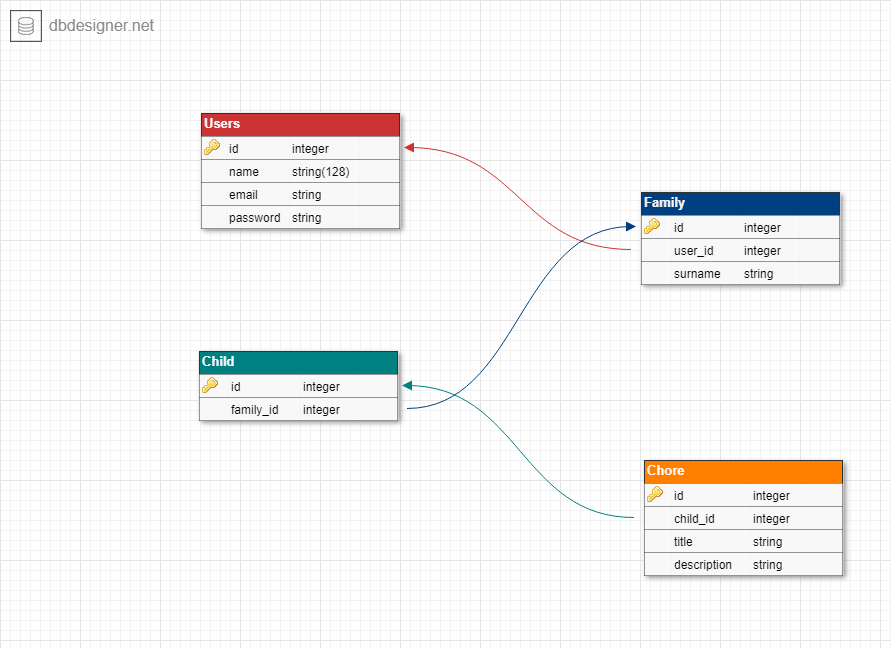 dbdesigner.net
Users
id integer
name string(128)
email string
password string
Family
id integer
user_id integer
surname string
Child
id integer
family_id integer
Chore
id integer
child_id integer
title string
description string